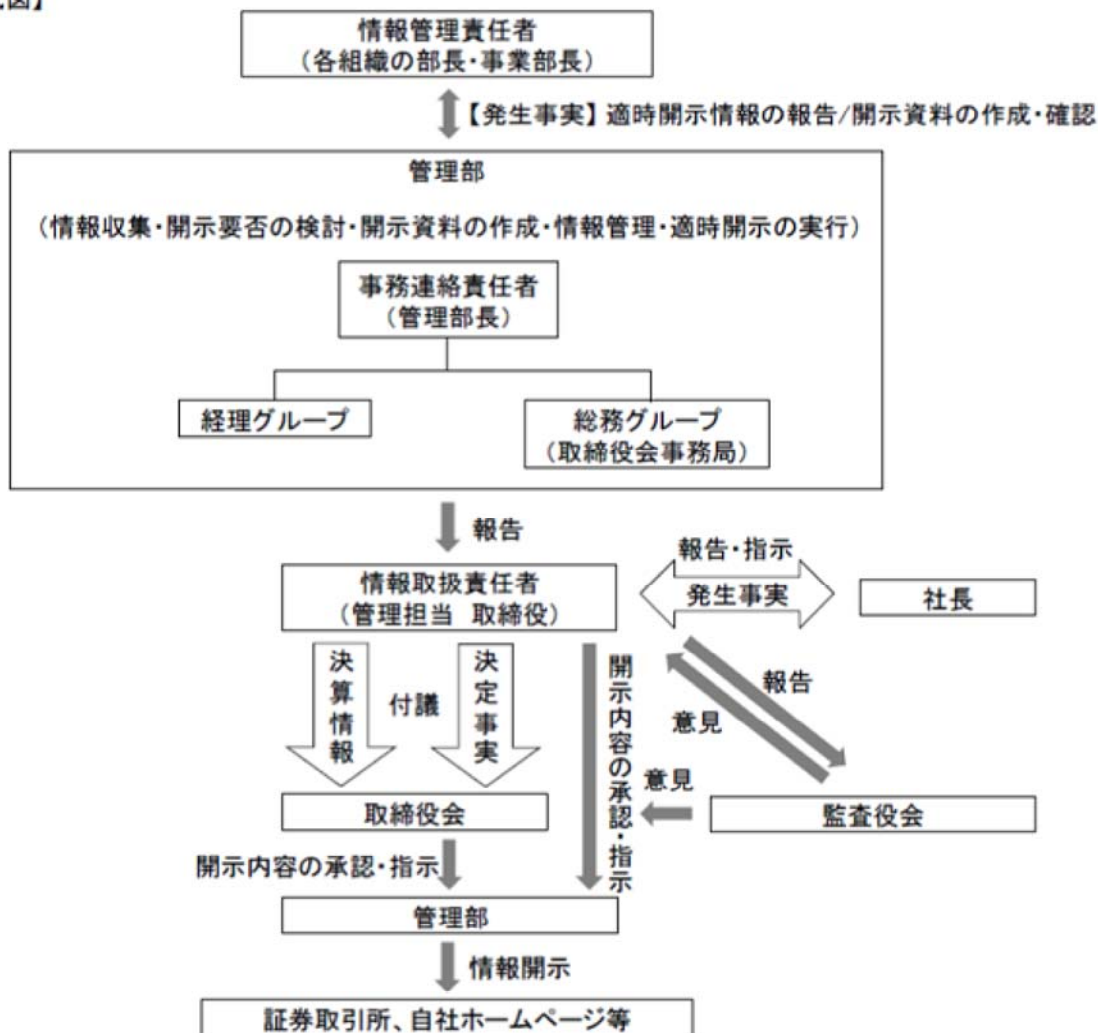 図】
情報管理責任者
(各組織の部長・事業部長)
【発生事実】適時開示情報の報告/開示資料の作成・確認
管理部
(情報収集・開示要否の検討・開示資料の作成・情報管理・適時開示の実行)
事務連絡責任者
(管理部長)
経理グループ
総務グループ
(取締役会事務局)
報告
報告・指示
発生事実
情報取扱責任者
(管理担当 取締役)
社長
決算情報
付議
決定事実
開示内容の承認・指示
報告
意見
意見
取締役会
監査役会
開示内容の承認・指示
管理部
情報開示
証券取引所、自社ホームページ等